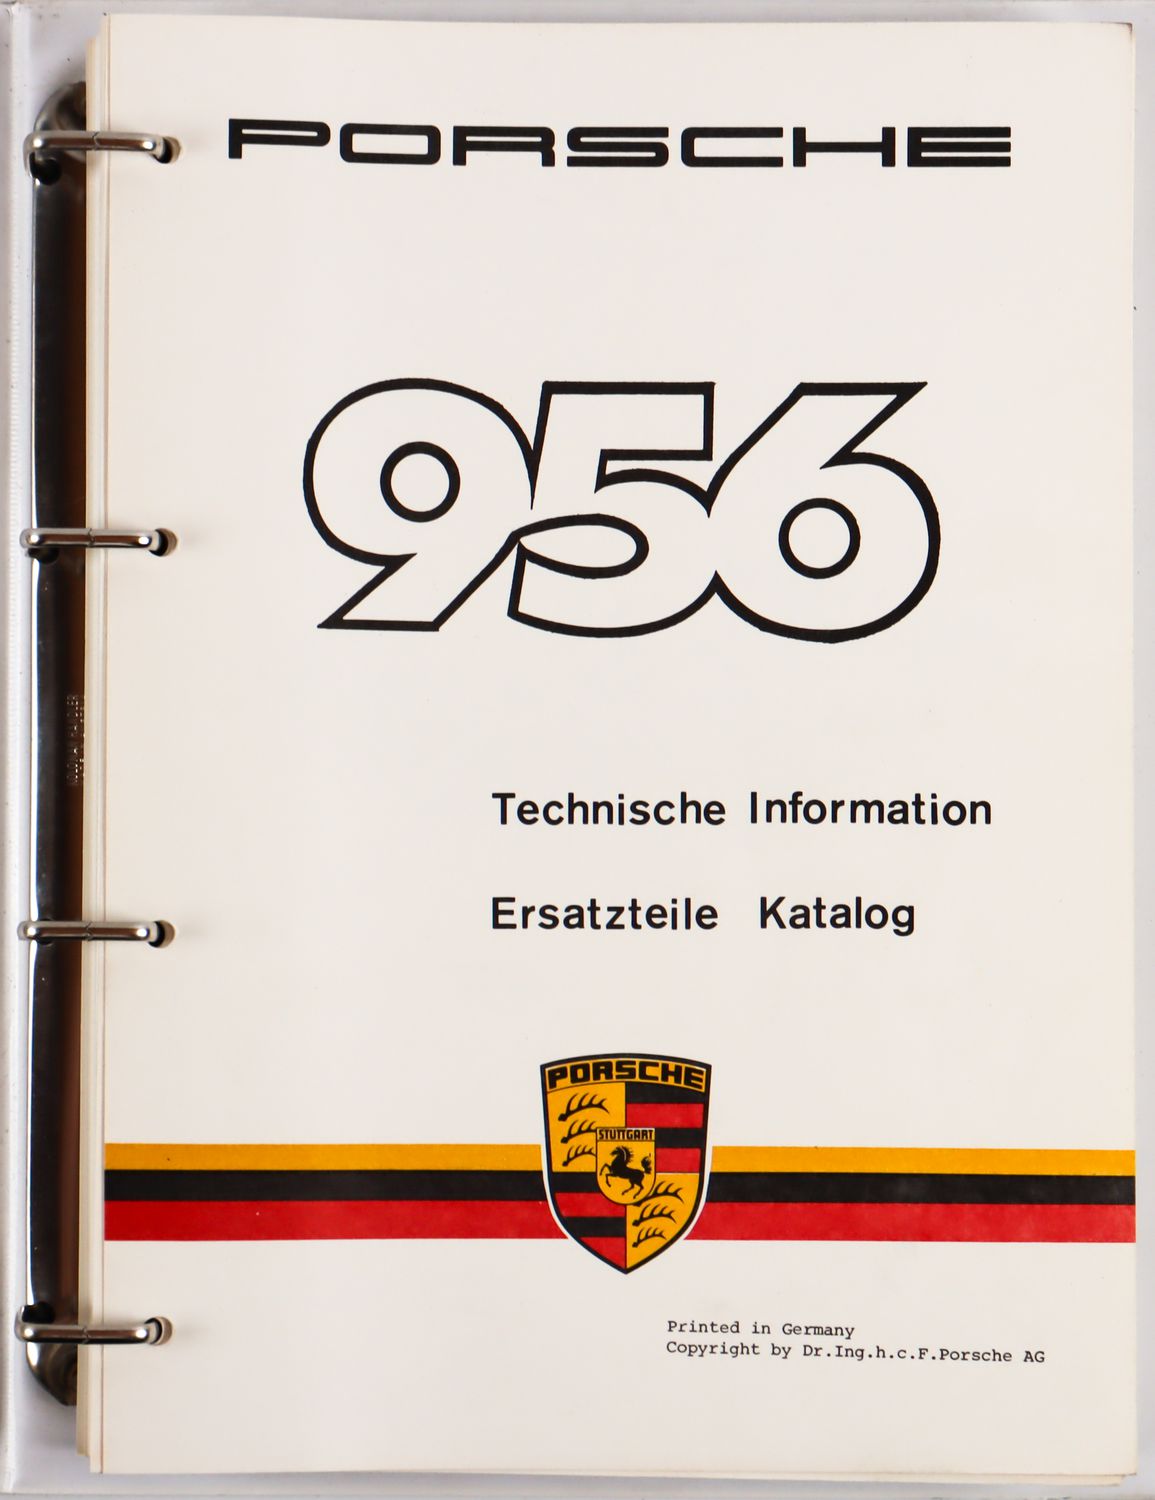 PORSCHE
956
Technische Information
Ersatzteile Katalog
PORSCHE
STUTTGART
Printed in Germany
Copyright by Dr.Ing.h.c.F.Porsche AG